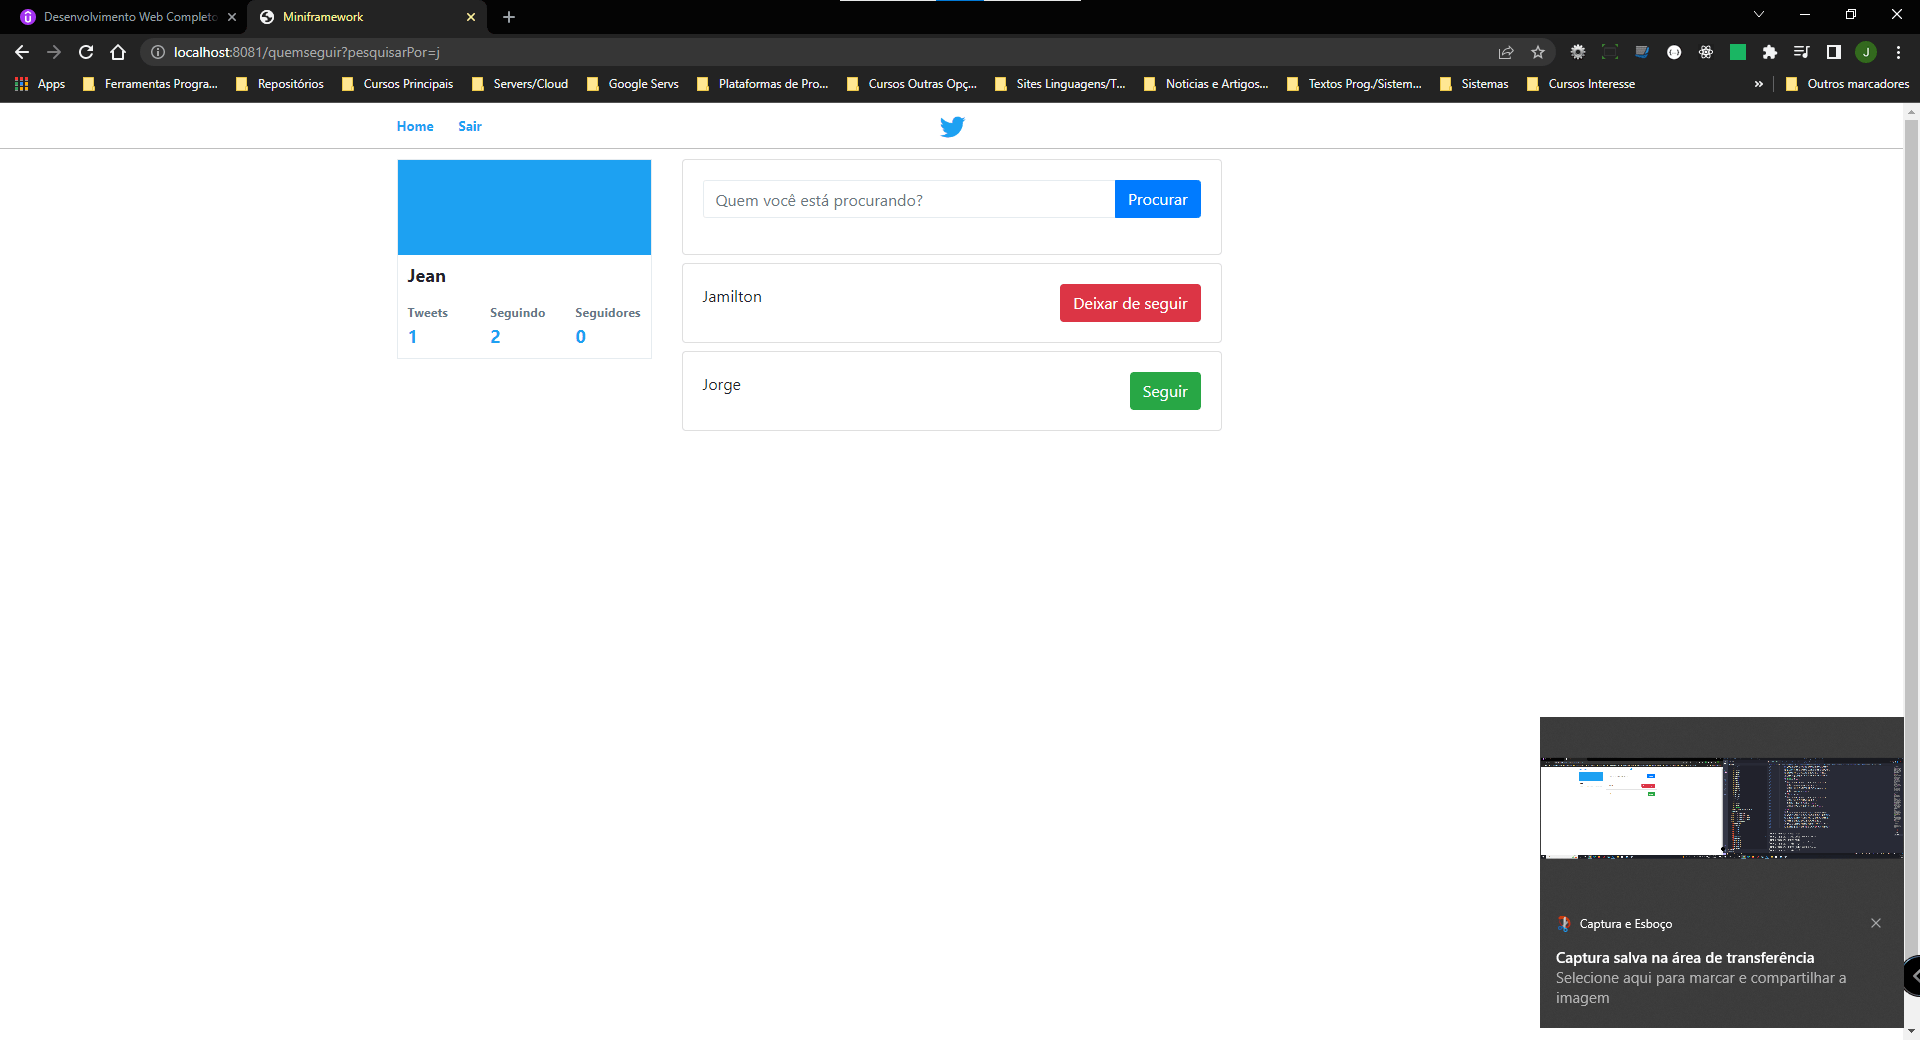 Desenvolvimento Web Completo
Miniframework
localhost:8081/quemseguir?pesquisarPor=j
J
Apps
Ferramentas Progra...
Repositórios
Cursos Principais
Servers/Cloud
Google Servs
Plataformas de Pro...
Cursos Outras Opç...
Sites Linguagens/T...
Noticias e Artigos...
Textos Prog./Sistem...
Sistemas
Cursos Interesse
»
Outros marcadores
Home
Sair
Jean
Tweets
Seguindo
Seguidores
1
2
0
Quem você está procurando?
Procurar
Jamilton
Deixar de seguir
Jorge
Seguir
Captura e Esboço
Captura salva na área de transferência
Selecione aqui para marcar e compartilhar a
imagem